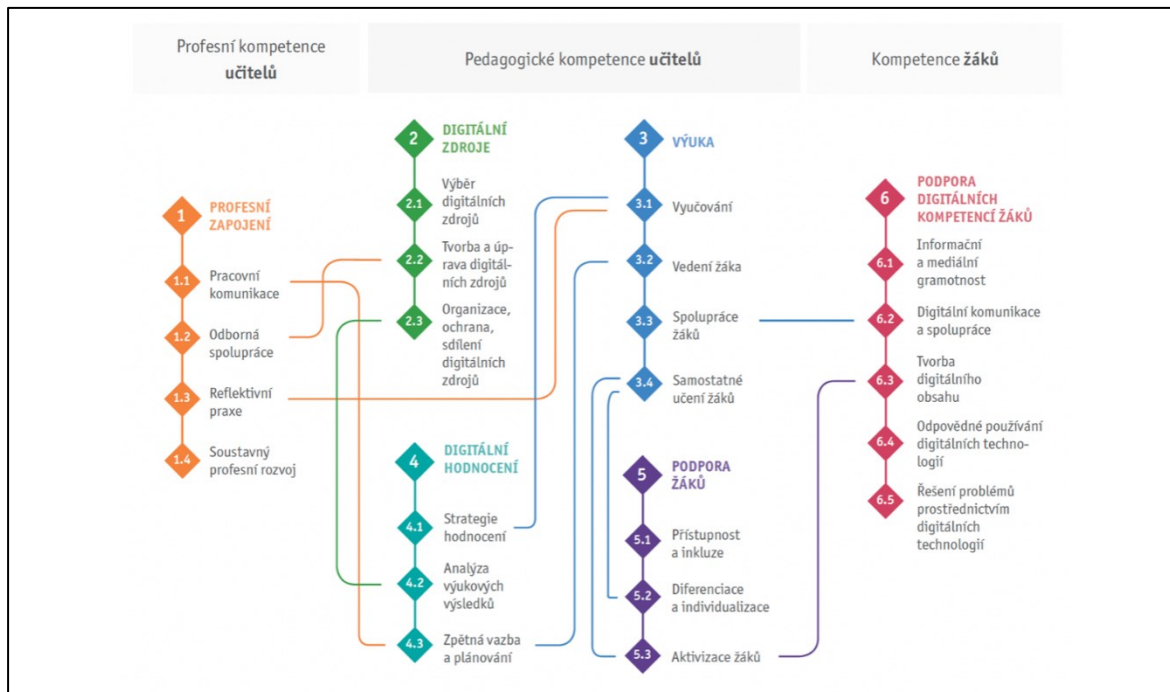 Profesní kompetence
učitelů
Pedagogické kompetence učitelů
Kompetence žáků
1
PROFESNÍ
ZAPOJENÍ
1.1
Pracovní
komunikace
1.2
Odborná
spolupráce
1.3
Reflektivní
praxe
1.4
Soustavný
profesní rozvoj
2
DIGITÁLNÍ
ZDROJE
2.1
Výběr
digitálních
zdrojů
2.2
Tvorba a úp-
rava digitál-
ních zdrojů
2.3
Organizace,
ochrana,
sdílení
digitálních
zdrojů
4
DIGITÁLNÍ
HODNOCENÍ
4.1
Strategie
hodnocení
4.2
Analýza
výukových
výsledků
4.3
Zpětná vazba
a plánování
3
VÝUKA
3.1
Vyučování
3.2
Vedení žáka
3.3
Spolupráce
žáků
3.4
Samostatné
učení žáků
5
PODPORA
ŽÁKŮ
5.1
Přístupnost
a inkluze
5.2
Diferenciace
a individualizace
5.3
Aktivizace žáků
6
PODPORA
DIGITÁLNÍCH
KOMPETENCÍ ŽÁKŮ
6.1
Informační
a mediální
gramotnost
6.2
Digitální komunikace
a spolupráce
6.3
Tvorba
digitálního
obsahu
6.4
Odpovědné používání
digitálních techno-
logií
6.5
Řešení problémů
prostřednictvím
digitálních
technologií